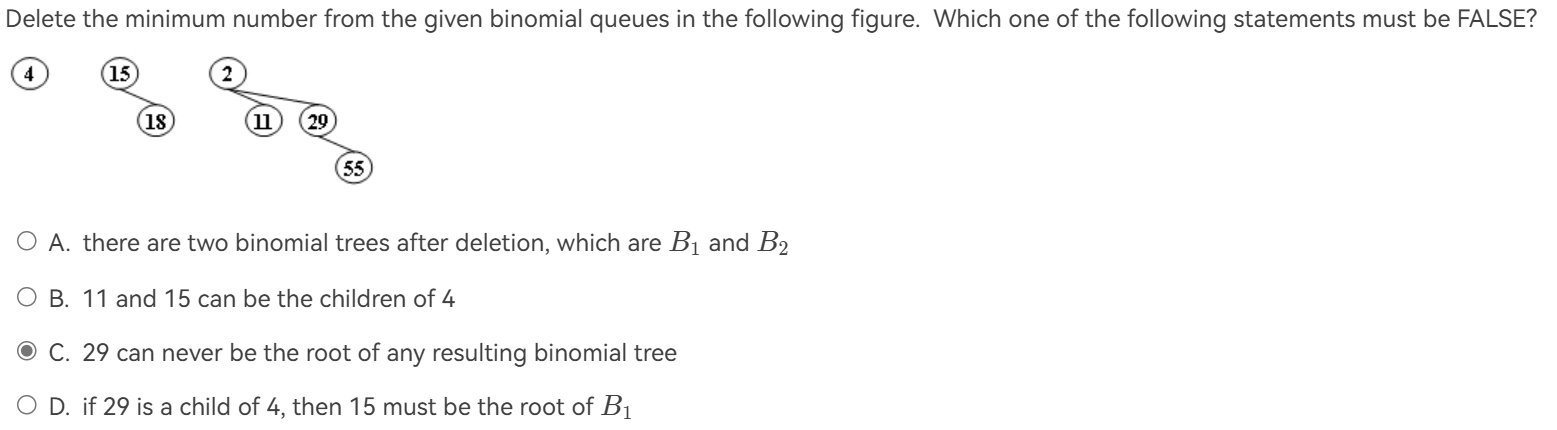 Delete the minimum number from the given binomial queues in the following figure. Which one of the following statements must be FALSE?
4 15 2
18 11 29
55
A. there are two binomial trees after deletion, which are B₁ and B₂
B. 11 and 15 can be the children of 4
C. 29 can never be the root of any resulting binomial tree
D. if 29 is a child of 4, then 15 must be the root of B₁